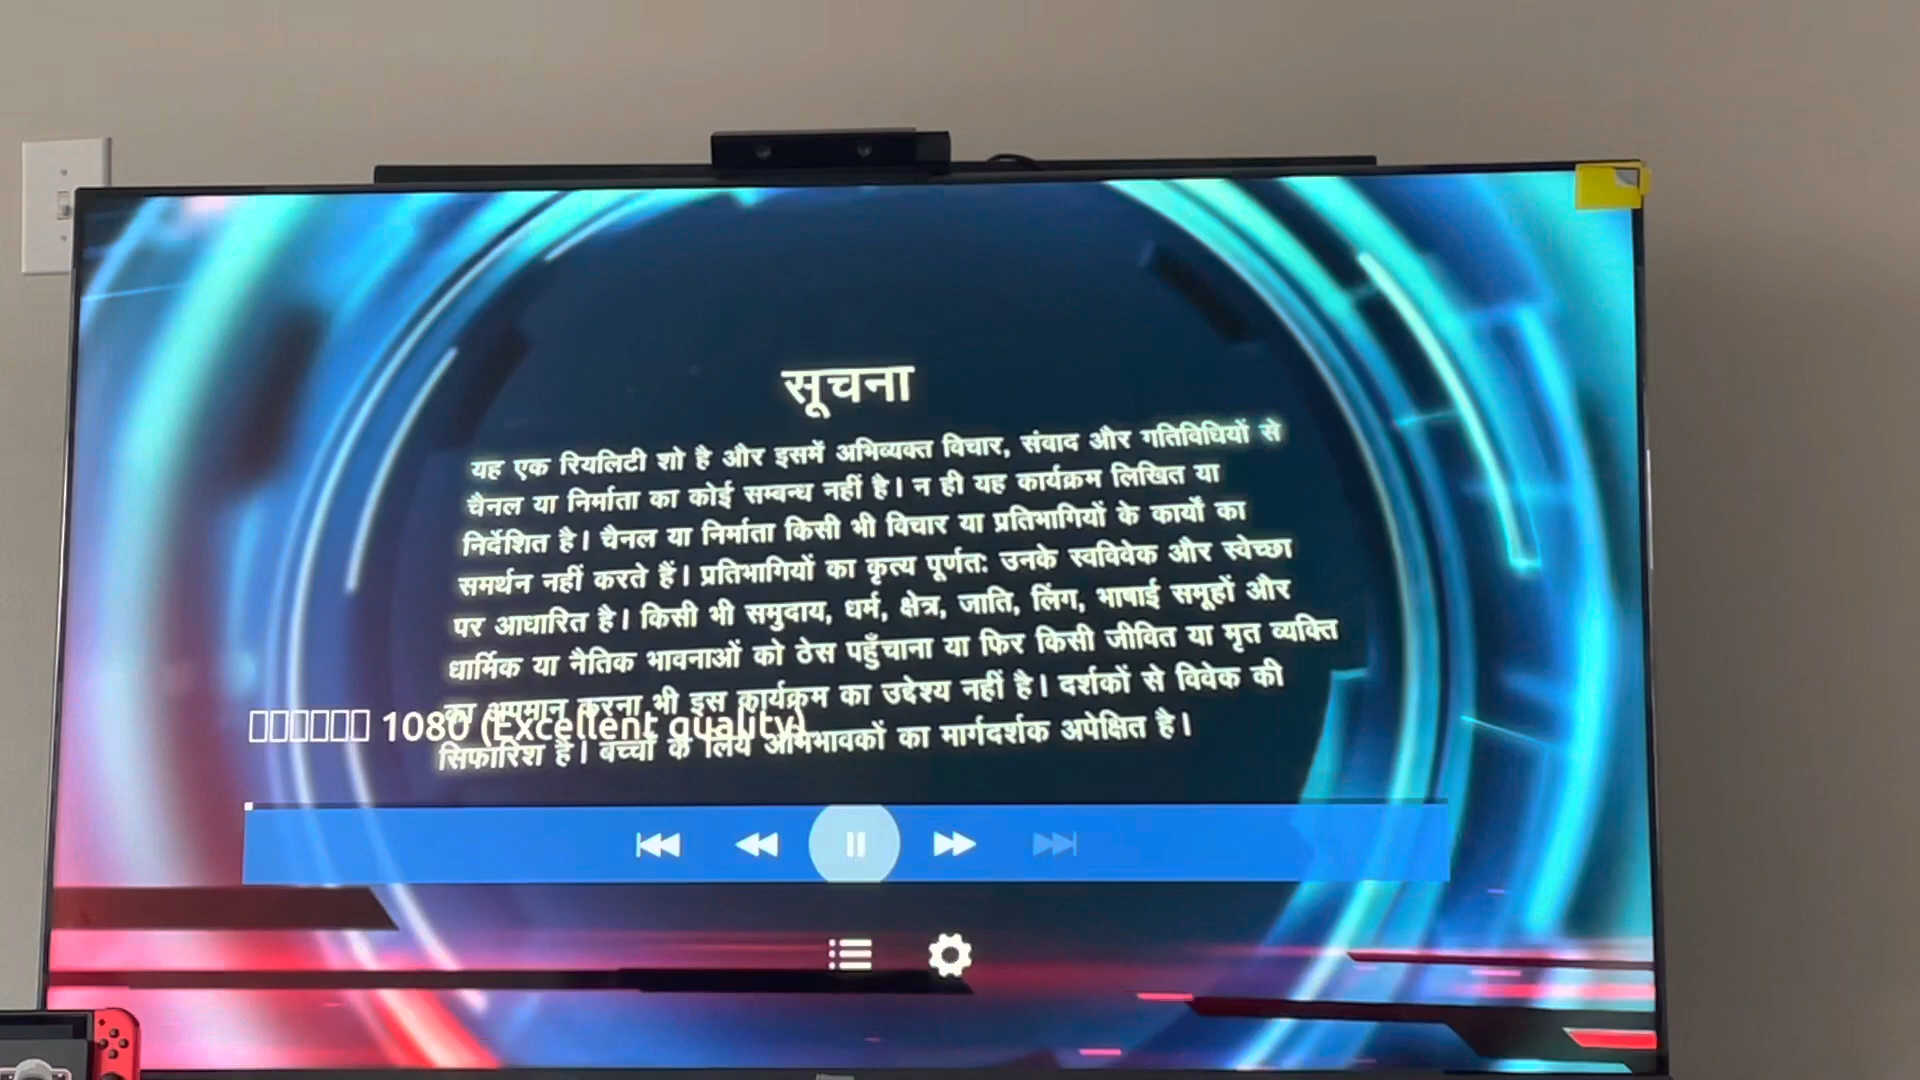 सूचना
यह एक रियलिटी शो है और इसमें अभिव्यक्त विचार, संवाद और गतिविधियों से
चैनल या निर्माता का कोई सम्बन्ध नहीं है। न ही यह कार्यक्रम लिखित या
निर्देशित है। चैनल या निर्माता किसी भी विचार या प्रतिभागियों के कार्यों का
समर्थन नहीं करते हैं। प्रतिभागियों का कृत्य पूर्णतः उनके स्वविवेक और स्वेच्छा
पर आधारित है। किसी भी समुदाय, धर्म, क्षेत्र, जाति, लिंग, भाषाई समूहों और
धार्मिक या नैतिक भावनाओं को ठेस पहुँचाना या फिर किसी जीवित या मृत व्यक्ति
का अपमान करना भी इस कार्यक्रम का उद्देश्य नहीं है। दर्शकों से विवेक की
1080 (Excellent quality)
सिफारिश है। बच्चों के लिये अभिभावकों का मार्गदर्शक अपेक्षित है।